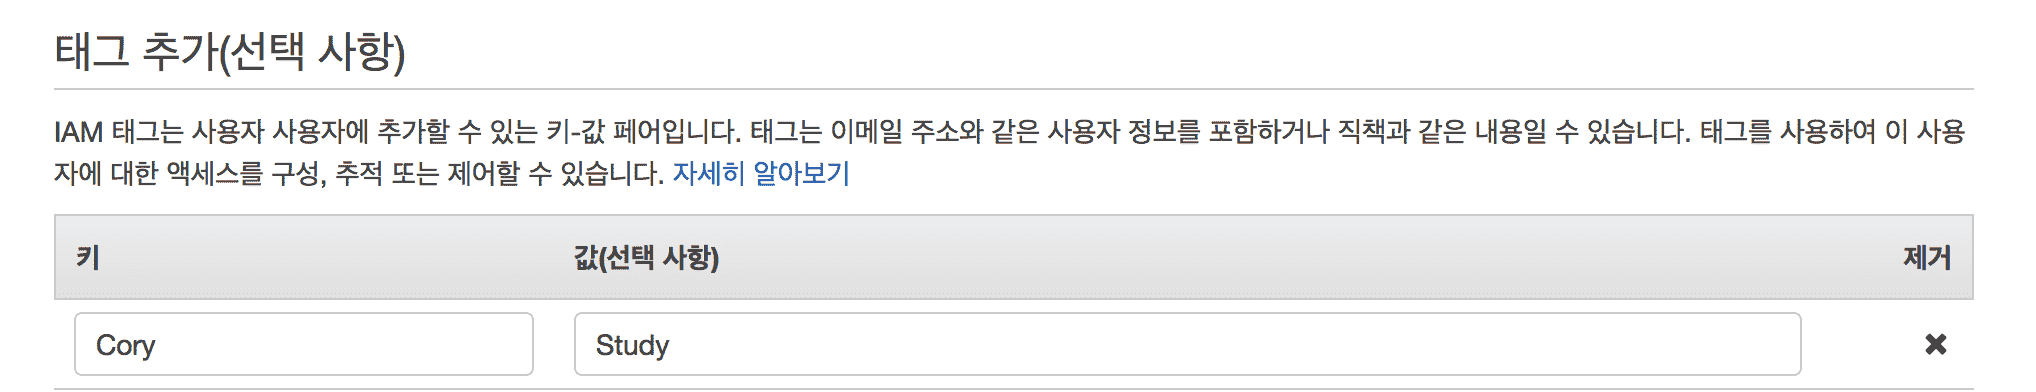 태그 추가(선택 사항)
IAM 태그는 사용자 사용자에 추가할 수 있는 키-값 페어입니다. 태그는 이메일 주소와 같은 사용자 정보를 포함하거나 직책과 같은 내용일 수 있습니다. 태그를 사용하여 이 사용
자에 대한 액세스를 구성, 추적 또는 제어할 수 있습니다. 자세히 알아보기
키 값(선택 사항) 제거
Cory Study